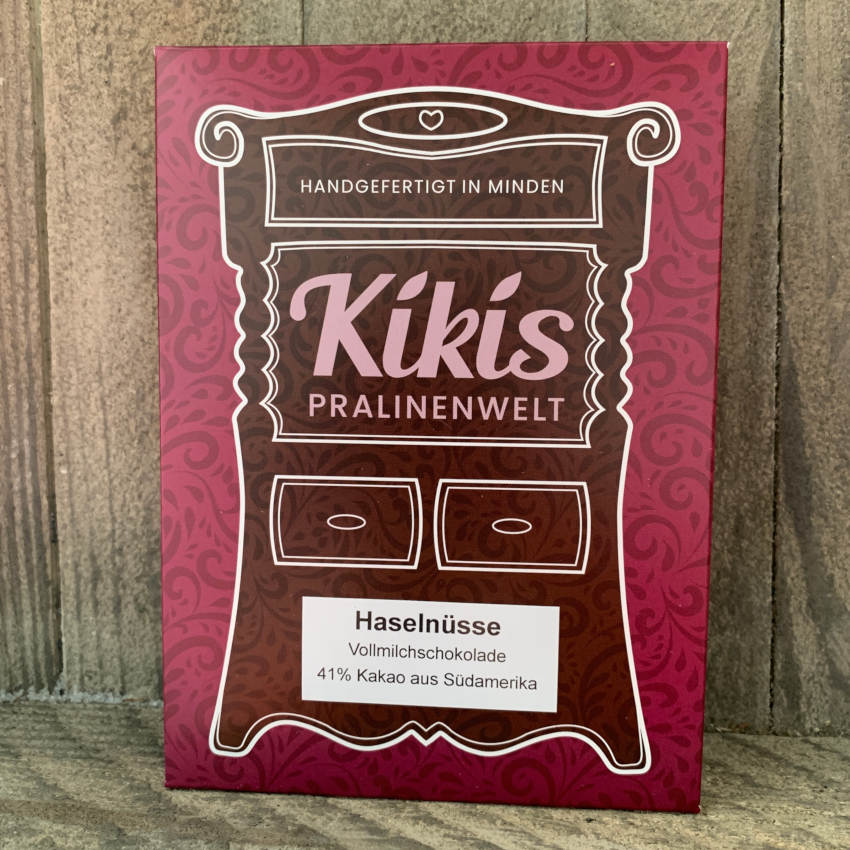 HANDGEFERTIGT IN MINDEN
Kikis
PRALINENWELT
Haselnüsse
Vollmilchschokolade
41% Kakao aus Südamerika